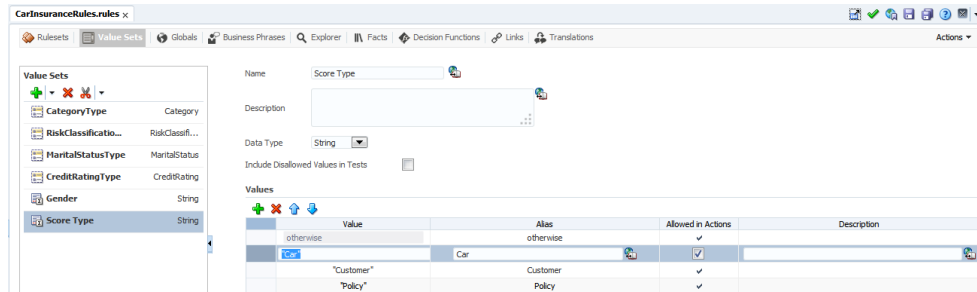 CarInsuranceRules.rules ×
Rulesets Value Sets Globals Business Phrases Explorer Facts Decision Functions Links Translations Actions
Value Sets
CategoryType Category
RiskClassificatio... RiskClassifi...
MaritalStatusType MaritalStatus
CreditRatingType CreditRating
Gender String
Score Type String
Name Score Type
Description
Data Type String
Include Disallowed Values in Tests
Values
Value Alias Allowed in Actions Description
otherwise otherwise
"Car" Car
"Customer" Customer
"Policy" Policy